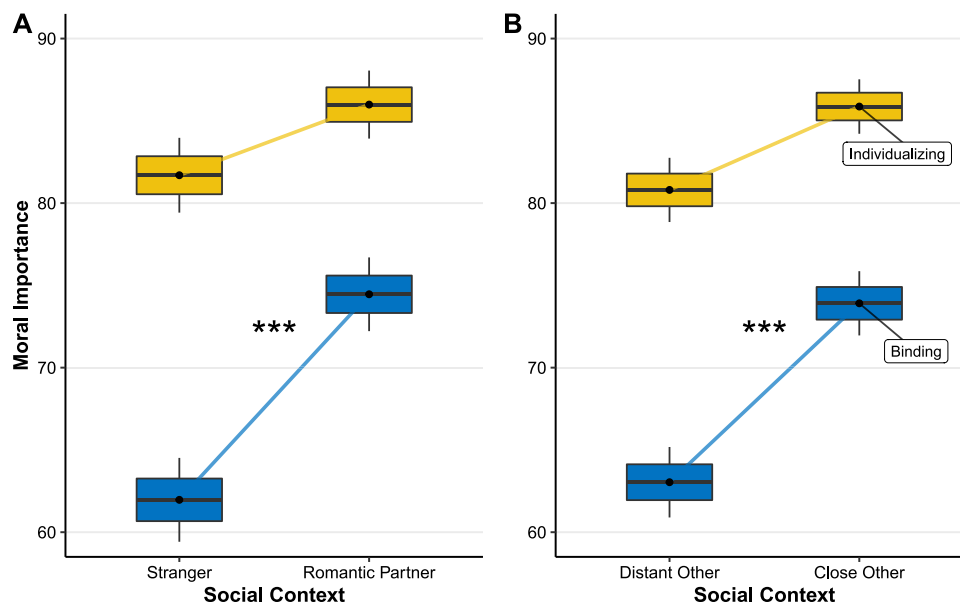 A
90
80
70
60
Moral Importance
***
Stranger
Romantic Partner
Social Context
B
90
80
70
60
Individualizing
***
Binding
Distant Other
Close Other
Social Context